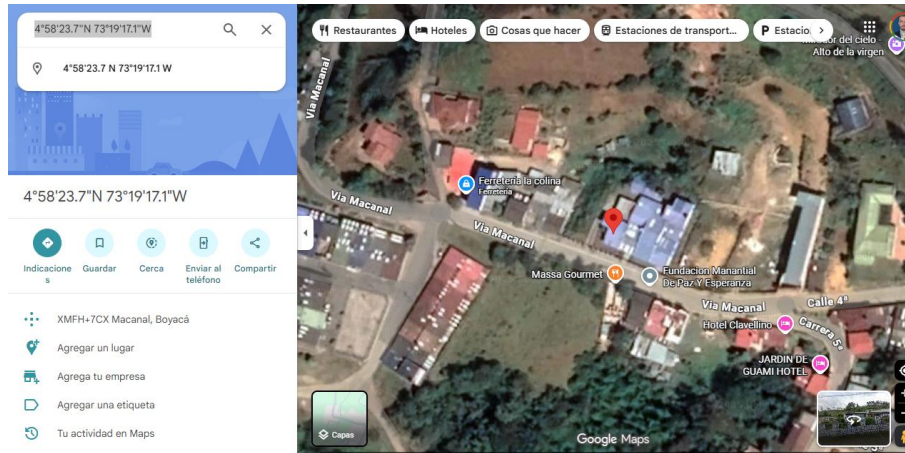 4°58'23.7"N 73°19'17.1"W
4°58'23.7 N 73°19'17.1 W
4°58'23.7"N 73°19'17.1"W
Indicacione
s
Guardar
Cerca
Enviar al
teléfono
Compartir
XMFH+7CX Macanal, Boyacá
Agregar un lugar
Agrega tu empresa
Agregar una etiqueta
Tu actividad en Maps
Restaurantes
Hoteles
Cosas que hacer
Estaciones de transport...
P Estacio
del cielo
Alto de la virgen
Via Macanal
Ferretería la colina
Ferretería
Via Macanal
Via Macanal
Massa Gourmet
Fundacion Manantial
De Paz Y Esperanza
Via Macanal
Calle 4ª
Hotel Clavellino
Carrera 5ª
JARDIN DE
GUAMI HOTEL
Capas
Google Maps